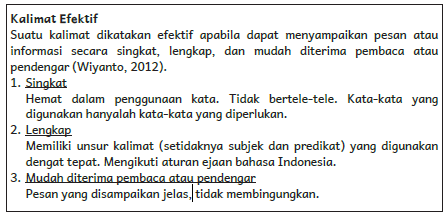 Kalimat Efektif
Suatu kalimat dikatakan efektif apabila dapat menyampaikan pesan atau
informasi secara singkat, lengkap, dan mudah diterima pembaca atau
pendengar (Wiyanto, 2012).
1. Singkat
Hemat dalam penggunaan kata. Tidak bertele-tele. Kata-kata yang
digunakan hanyalah kata-kata yang diperlukan.
2. Lengkap
Memiliki unsur kalimat (setidaknya subjek dan predikat) yang digunakan
dengat tepat. Mengikuti aturan ejaan bahasa Indonesia.
3. Mudah diterima pembaca atau pendengar
Pesan yang disampaikan jelas, tidak membingungkan.